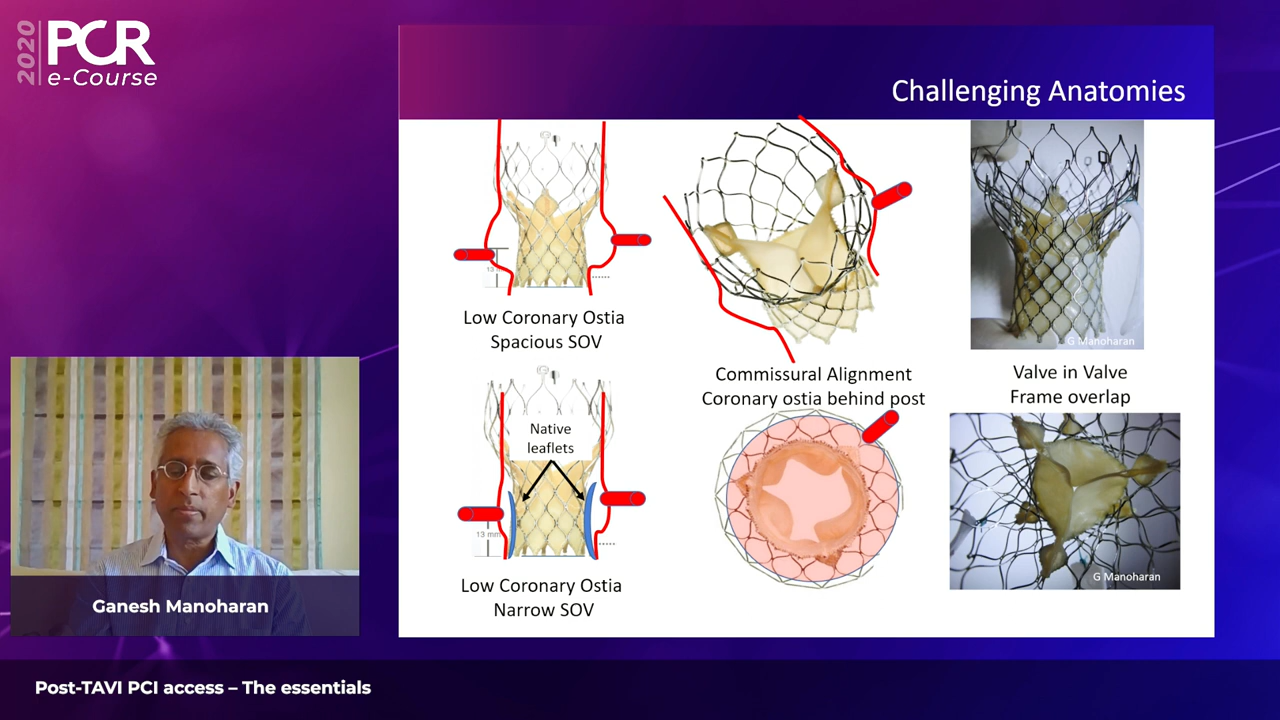 2020
PCR
e-Course
Challenging Anatomies
13
Low Coronary Ostia
Spacious SOV
Native
leaflets
13 mm
Low Coronary Ostia
Narrow SOV
Commissural Alignment
Coronary ostia behind post
G Manoharan
Valve in Valve
Frame overlap
G Manoharan
Ganesh Manoharan
Post-TAVI PCI access – The essentials